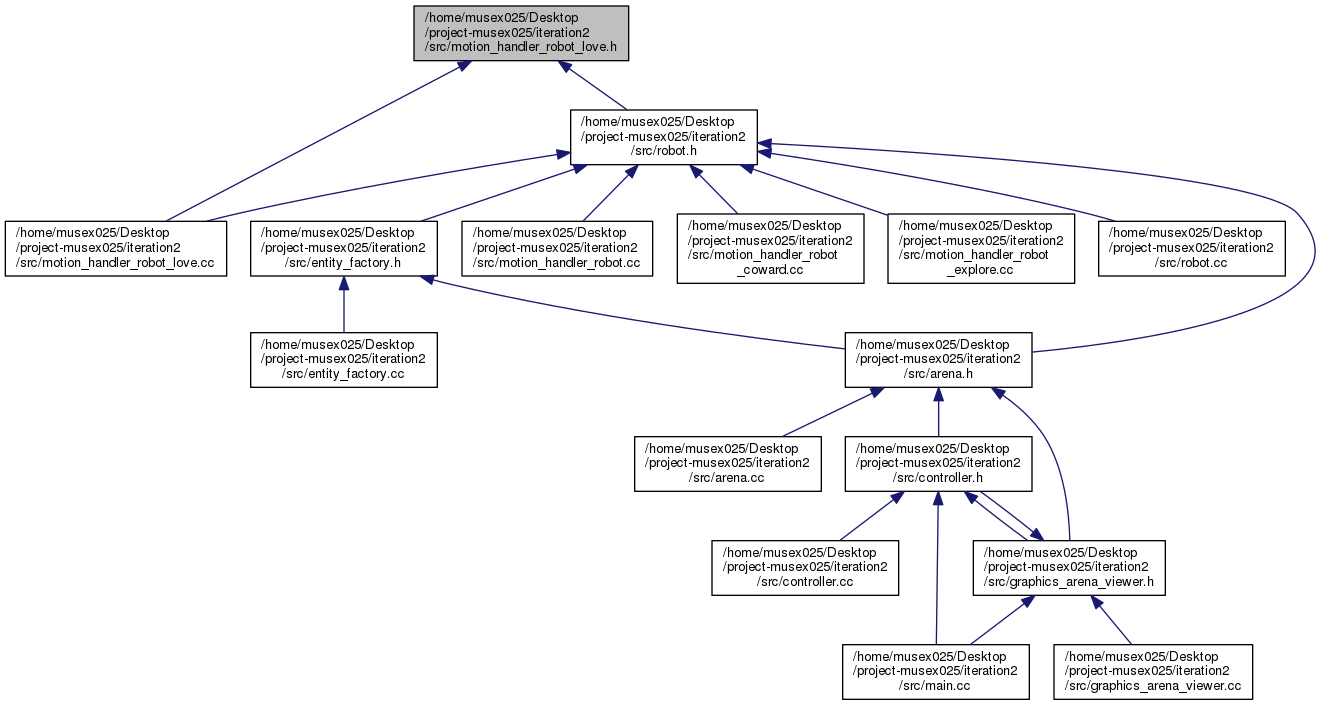 /home/musex025/Desktop
/project-musex025/iteration2
/src/motion_handler_robot_love.h
/home/musex025/Desktop
/project-musex025/iteration2
/src/robot.h
/home/musex025/Desktop
/project-musex025/iteration2
/src/motion_handler_robot_love.cc
/home/musex025/Desktop
/project-musex025/iteration2
/src/entity_factory.h
/home/musex025/Desktop
/project-musex025/iteration2
/src/motion_handler_robot.cc
/home/musex025/Desktop
/project-musex025/iteration2
/src/motion_handler_robot
_coward.cc
/home/musex025/Desktop
/project-musex025/iteration2
/src/motion_handler_robot
_explore.cc
/home/musex025/Desktop
/project-musex025/iteration2
/src/robot.cc
/home/musex025/Desktop
/project-musex025/iteration2
/src/entity_factory.cc
/home/musex025/Desktop
/project-musex025/iteration2
/src/arena.h
/home/musex025/Desktop
/project-musex025/iteration2
/src/arena.cc
/home/musex025/Desktop
/project-musex025/iteration2
/src/controller.h
/home/musex025/Desktop
/project-musex025/iteration2
/src/controller.cc
/home/musex025/Desktop
/project-musex025/iteration2
/src/graphics_arena_viewer.h
/home/musex025/Desktop
/project-musex025/iteration2
/src/main.cc
/home/musex025/Desktop
/project-musex025/iteration2
/src/graphics_arena_viewer.cc